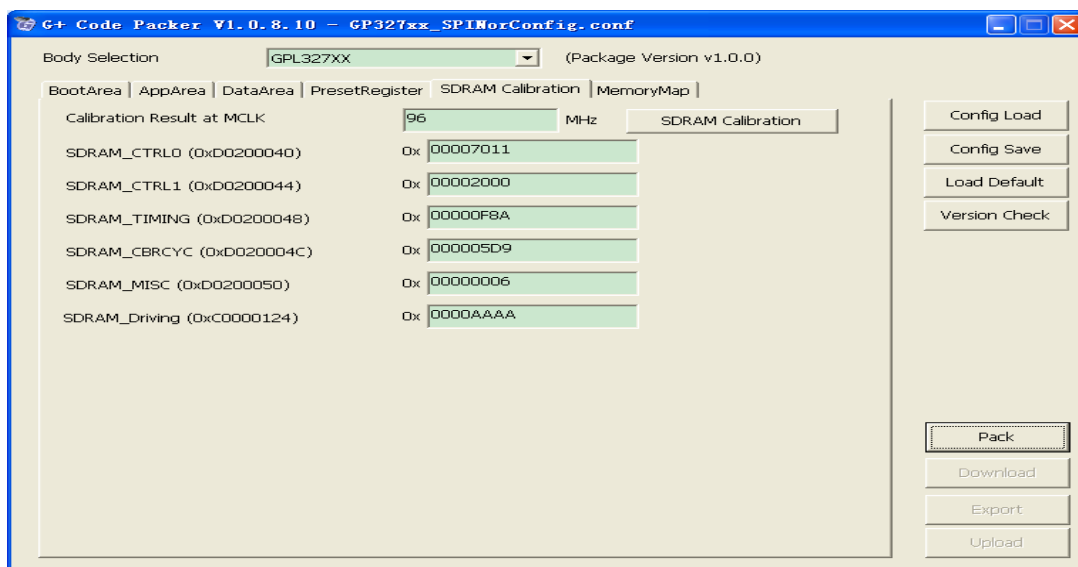 G+ Code Packer V1.0.8.10 - GP327xx_SPINorConfig.conf
Body Selection GPL327XX (Package Version v1.0.0)
BootArea AppArea DataArea PresetRegister SDRAM Calibration MemoryMap
Calibration Result at MCLK 96 MHz SDRAM Calibration Config Load
SDRAM_CTRL0 (0xD0200040) 0x 00007011 Config Save
SDRAM_CTRL1 (0xD0200044) 0x 00002000 Load Default
SDRAM_TIMING (0xD0200048) 0x 00000F8A Version Check
SDRAM_CBRCYC (0xD020004C) 0x 000005D9
SDRAM_MISC (0xD0200050) 0x 00000006
SDRAM_Driving (0xC0000124) 0x 0000AAAA
Pack
Download
Export
Upload